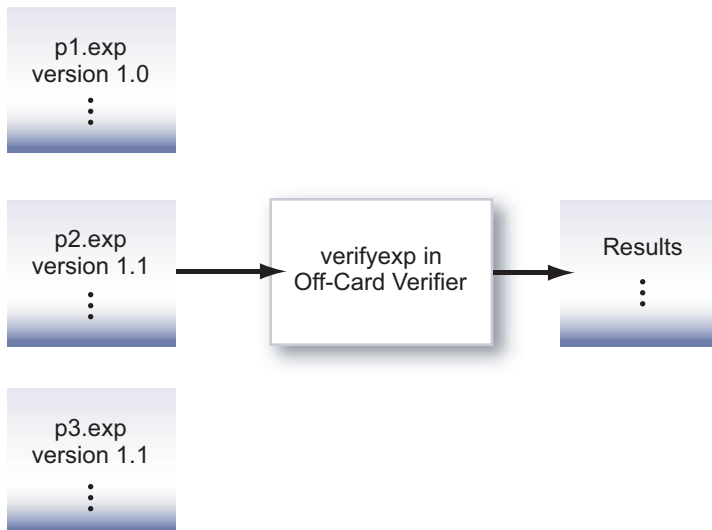 p1.exp
version 1.0
p2.exp
version 1.1
verifyexp in
Off-Card Verifier
Results
p3.exp
version 1.1